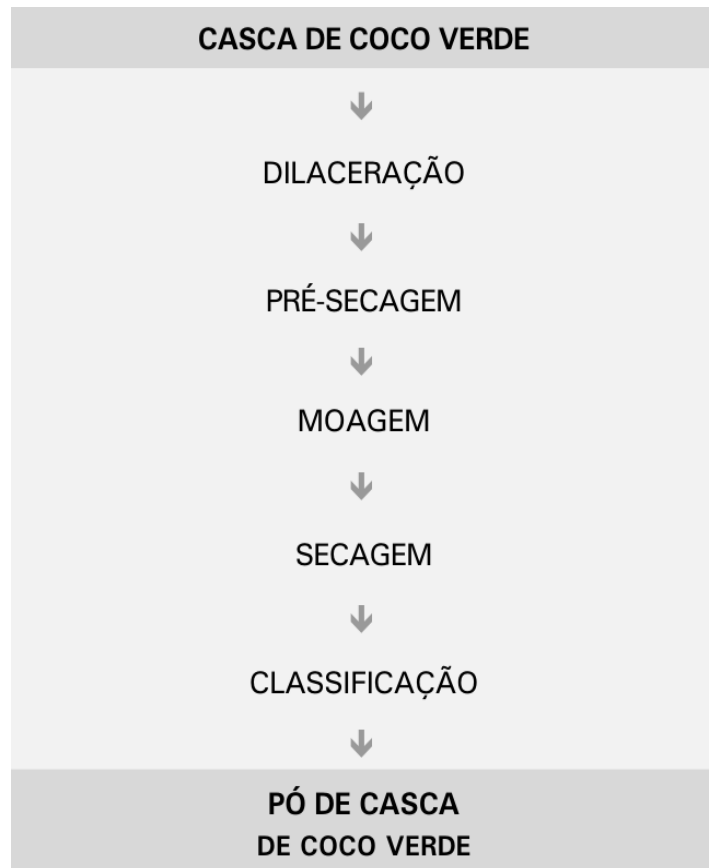 CASCA DE COCO VERDE
DILACERAÇÃO
PRÉ-SECAGEM
MOAGEM
SECAGEM
CLASSIFICAÇÃO
PÓ DE CASCA
DE COCO VERDE